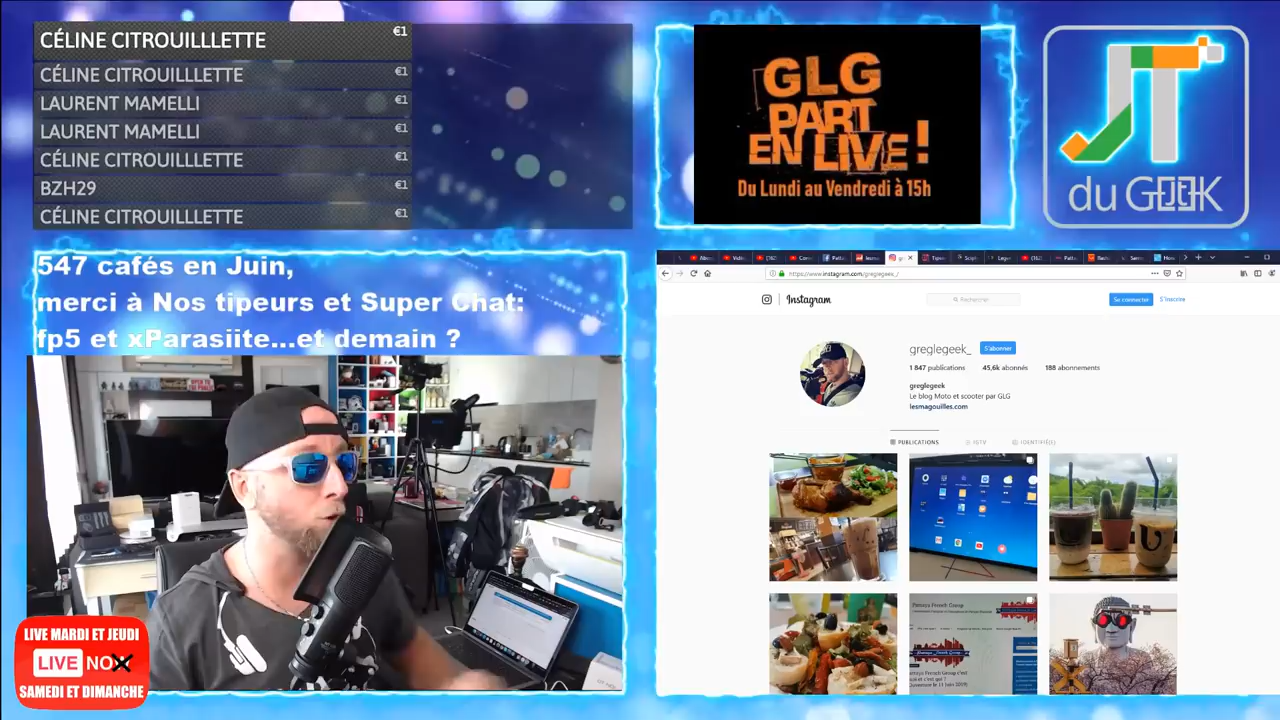 CÉLINE CITROUILLLETTE €1
CÉLINE CITROUILLLETTE €1
LAURENT MAMELLI €1
LAURENT MAMELLI €1
CÉLINE CITROUILLLETTE €1
BZH29 €1
CÉLINE CITROUILLLETTE €1
GLG
PART
EN LIVE !
Du Lundi au Vendredi à 15h
JT
du GEEK
547 cafés en Juin,
merci à Nos tipeurs et Super Chat:
fp5 et xParasiite...et demain ?
LIVE MARDI ET JEUDI
LIVE NOX
SAMEDI ET DIMANCHE
https://www.instagram.com/greglegeek_/
Instagram
Rechercher
Se connecter
S'inscrire
greglegeek_
S'abonner
1 847 publications
45,6k abonnés
188 abonnements
greglegeek
Le blog Moto et scooter par GLG
lesmagouilles.com
PUBLICATIONS
IGTV
IDENTIFIÉ(E)